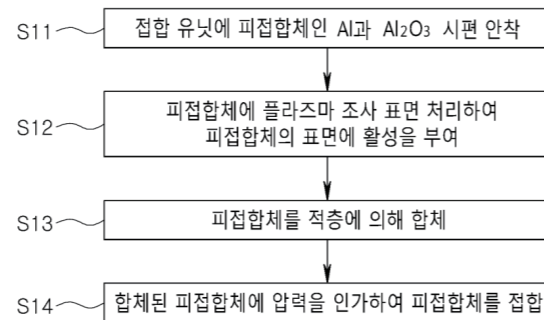 S11 접합 유닛에 피접합체인 Al과 Al₂O₃ 시편 안착
S12 피접합체에 플라즈마 조사 표면 처리하여
피접합체의 표면에 활성을 부여
S13 피접합체를 적층에 의해 합체
S14 합체된 피접합체에 압력을 인가하여 피접합체를 접합